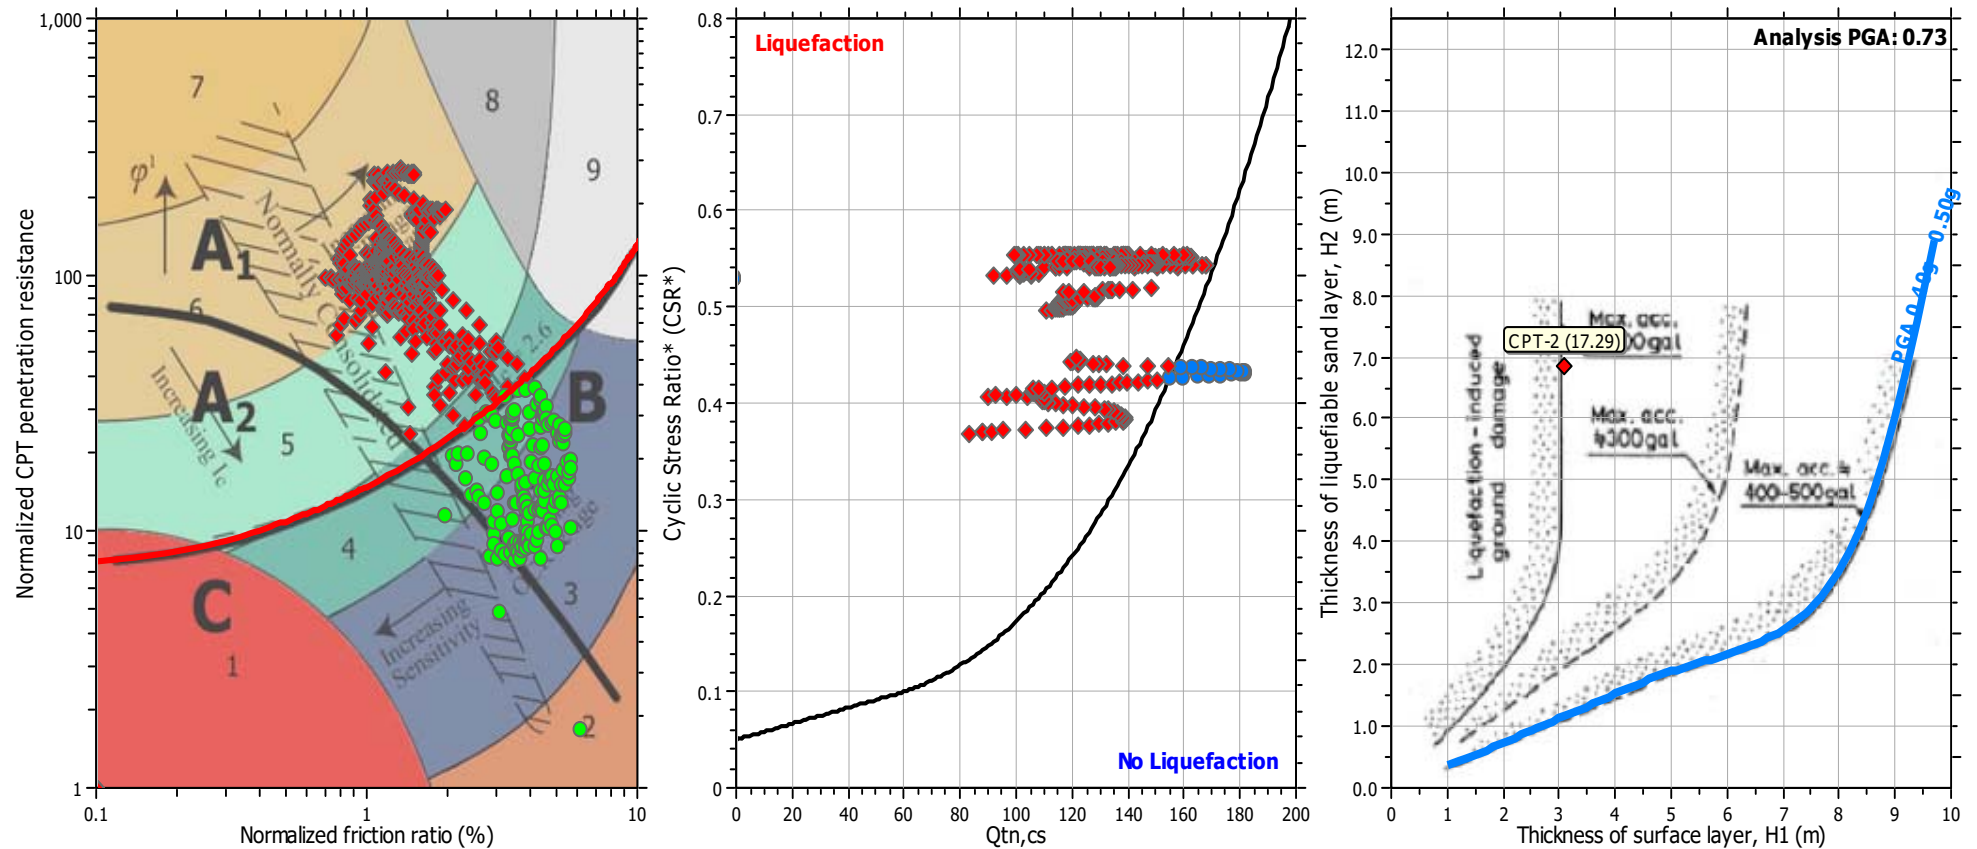 1,000
100
10
1
0.1
1
10
Normalized CPT penetration resistance
Normalized friction ratio (%)
7
8
9
6
5
4
3
2
1
A1
A2
B
C
φ'
2.6
Normally Consolidated
Increasing Ic
Increasing
Sensitivity
Liquefaction
No Liquefaction
0.8
0.7
0.6
0.5
0.4
0.3
0.2
0.1
0
0
20
40
60
80
100
120
140
160
180
200
Cyclic Stress Ratio* (CSR*)
Qtn,cs
Analysis PGA: 0.73
12.0
11.0
10.0
9.0
8.0
7.0
6.0
5.0
4.0
3.0
2.0
1.0
0.0
0
1
2
3
4
5
6
7
8
9
10
Thickness of liquefiable sand layer, H2 (m)
Thickness of surface layer, H1 (m)
Liquefaction-induced
ground damage
Max. acc.
CPT-2 (17.29)
Max. acc.
≒300gal
Max. acc.≒
400-500gal
PGA 0.40g - 0.50g